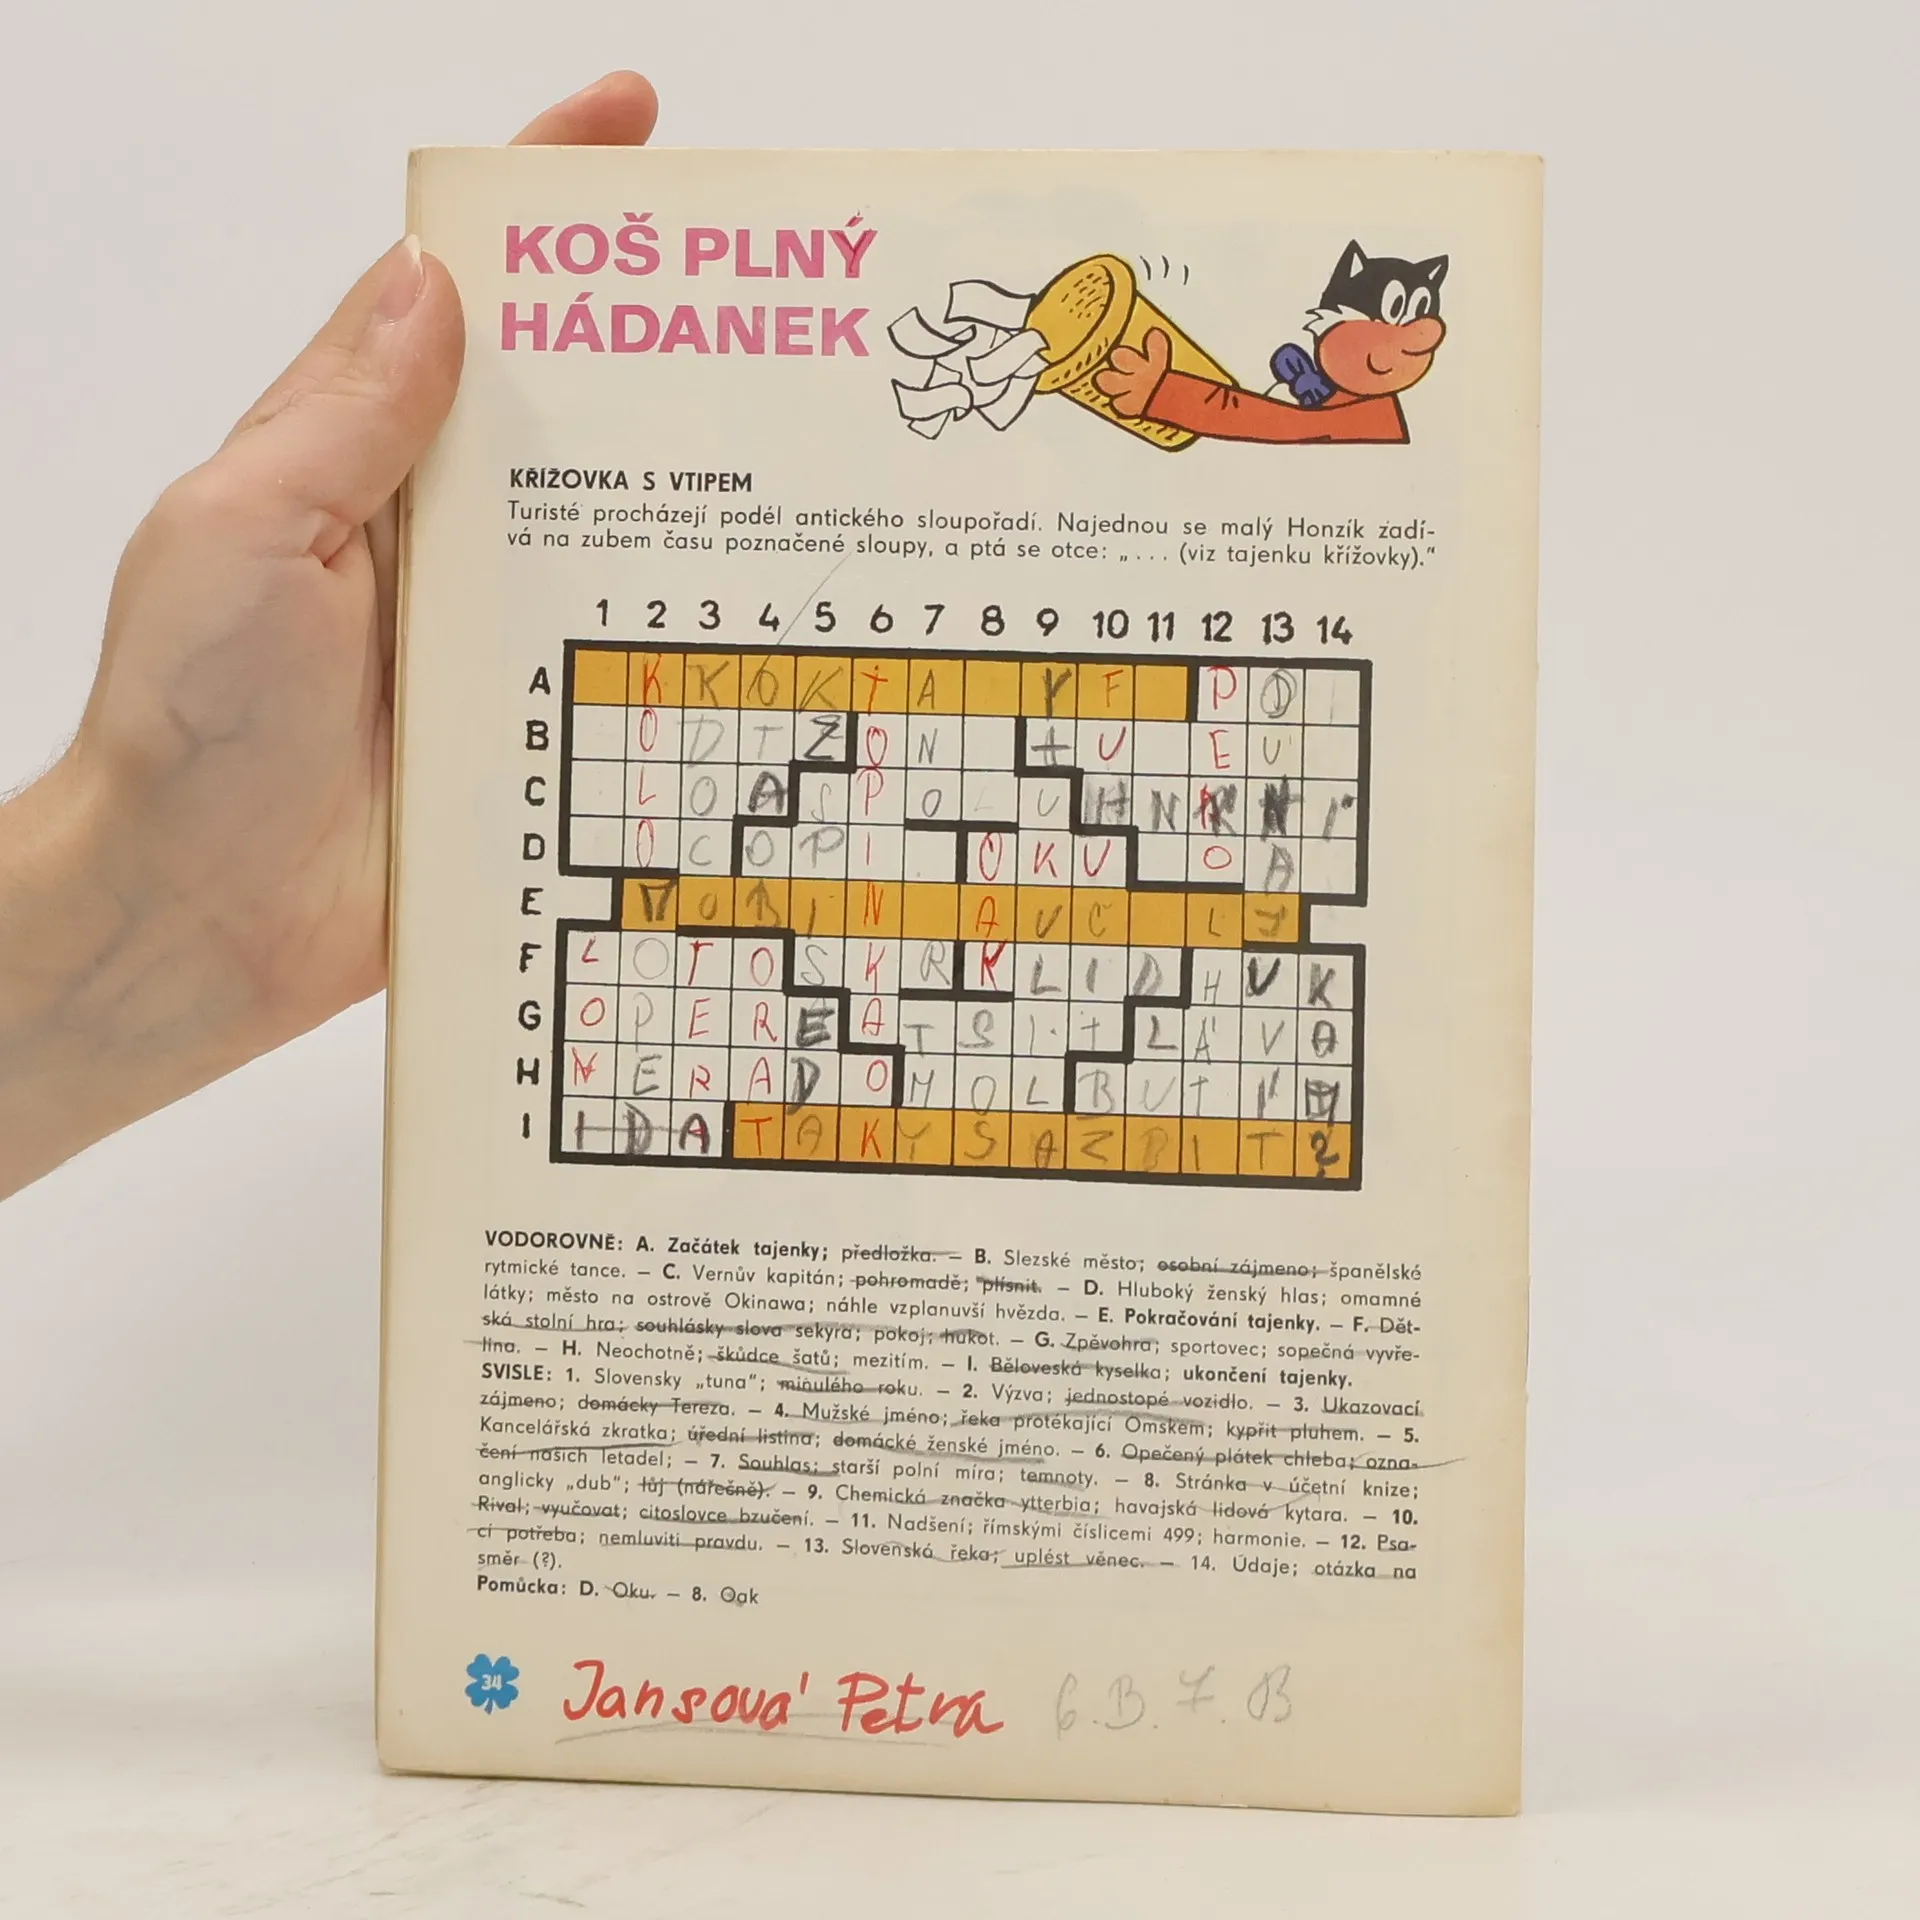 KOŠ PLNÝ
HÁDANEK
KŘÍŽOVKA S VTIPEM
Turisté procházejí podél antického sloupořadí. Najednou se malý Honzík zadí-
vá na zubem času poznačené sloupy, a ptá se otce: „... (viz tajenku křížovky)."
1 2 3 4 5 6 7 8 9 10 11 12 13 14
A K K O K T A Y F P D
B O D T Z O N U E U
C L O A S P O L U H N
D O C O P I O K U O A
E O B I N A V C L
F L O T O S K R K L I D H U K
G O P E R E A T S I T L Á V A
H E R A D O M O L B U T
I I D A T A K Y S A Z B I T ?
VODOROVNĚ: A. Začátek tajenky; předložka. – B. Slezské město; osobní zájmeno; španělské
rytmické tance. – C. Vernův kapitán; pohromadě; plísnit. – D. Hluboký ženský hlas; omamné
látky; město na ostrově Okinawa; náhle vzplanuvší hvězda. – E. Pokračování tajenky. – F. Dět-
ská stolní hra; souhlásky slova sekyra; pokoj; hukot. – G. Zpěvohra; sportovec; sopečná vyvře-
lina. – H. Neochotně; škůdce šatů; mezitím. – I. Běloveská kyselka; ukončení tajenky.
SVISLE: 1. Slovensky „tuna"; minulého roku. – 2. Výzva; jednostopé vozidlo. – 3. Ukazovací
zájmeno; domácky Tereza. – 4. Mužské jméno; řeka protékající Omskem; kypřit pluhem. – 5.
Kancelářská zkratka; úřední listina; domácké ženské jméno. – 6. Opečený plátek chleba; ozna-
čení našich letadel; – 7. Souhlas; starší polní míra; temnoty. – 8. Stránka v účetní knize;
anglicky „dub"; lůj (nářečně). – 9. Chemická značka ytterbia; havajská lidová kytara. – 10.
Rival; vyučovat; citoslovce bzučení. – 11. Nadšení; římskými číslicemi 499; harmonie. – 12. Psa-
cí potřeba; nemluviti pravdu. – 13. Slovenská řeka; uplést věnec. – 14. Údaje; otázka na
směr (?).
Pomůcka: D. Oku. – 8. Oak
34 Jansová Petra 6.B. 7.B